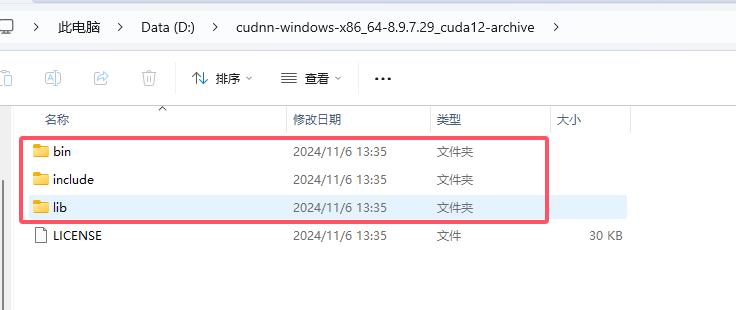 此电脑 > Data (D:) > cudnn-windows-x86_64-8.9.7.29_cuda12-archive >
排序 查看 ...
名称 修改日期 类型 大小
bin 2024/11/6 13:35 文件夹
include 2024/11/6 13:35 文件夹
lib 2024/11/6 13:35 文件夹
LICENSE 2024/11/6 13:35 文件 30 KB